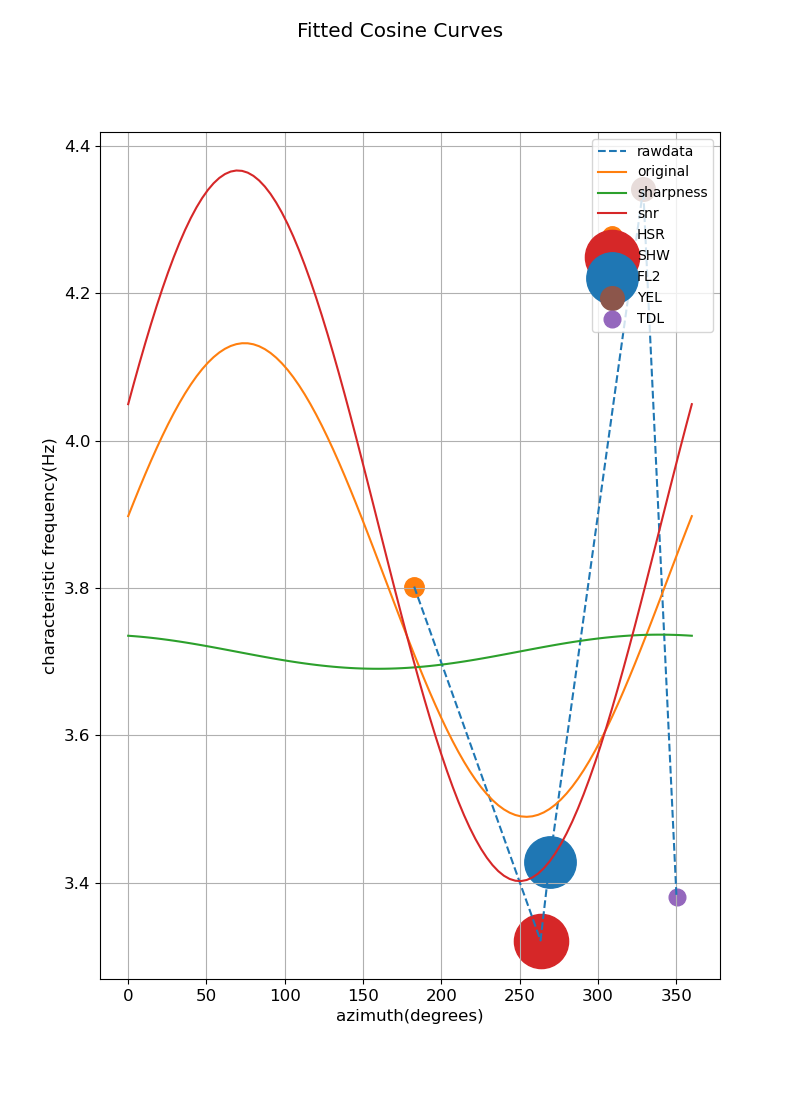 Fitted Cosine Curves
4.4
4.2
4.0
3.8
3.6
3.4
characteristic frequency(Hz)
rawdata
original
sharpness
snr
HSR
SHW
FL2
YEL
TDL
0 50 100 150 200 250 300 350
azimuth(degrees)